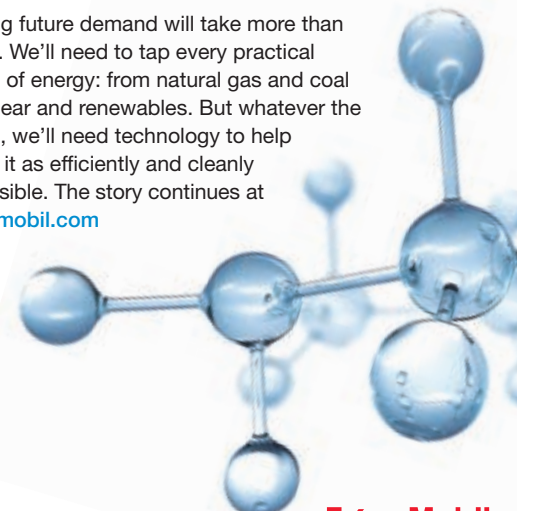 g future demand will take more than
. We’ll need to tap every practical
of energy: from natural gas and coal
ear and renewables. But whatever the
, we’ll need technology to help
it as efficiently and cleanly
sible. The story continues at
mobil.com